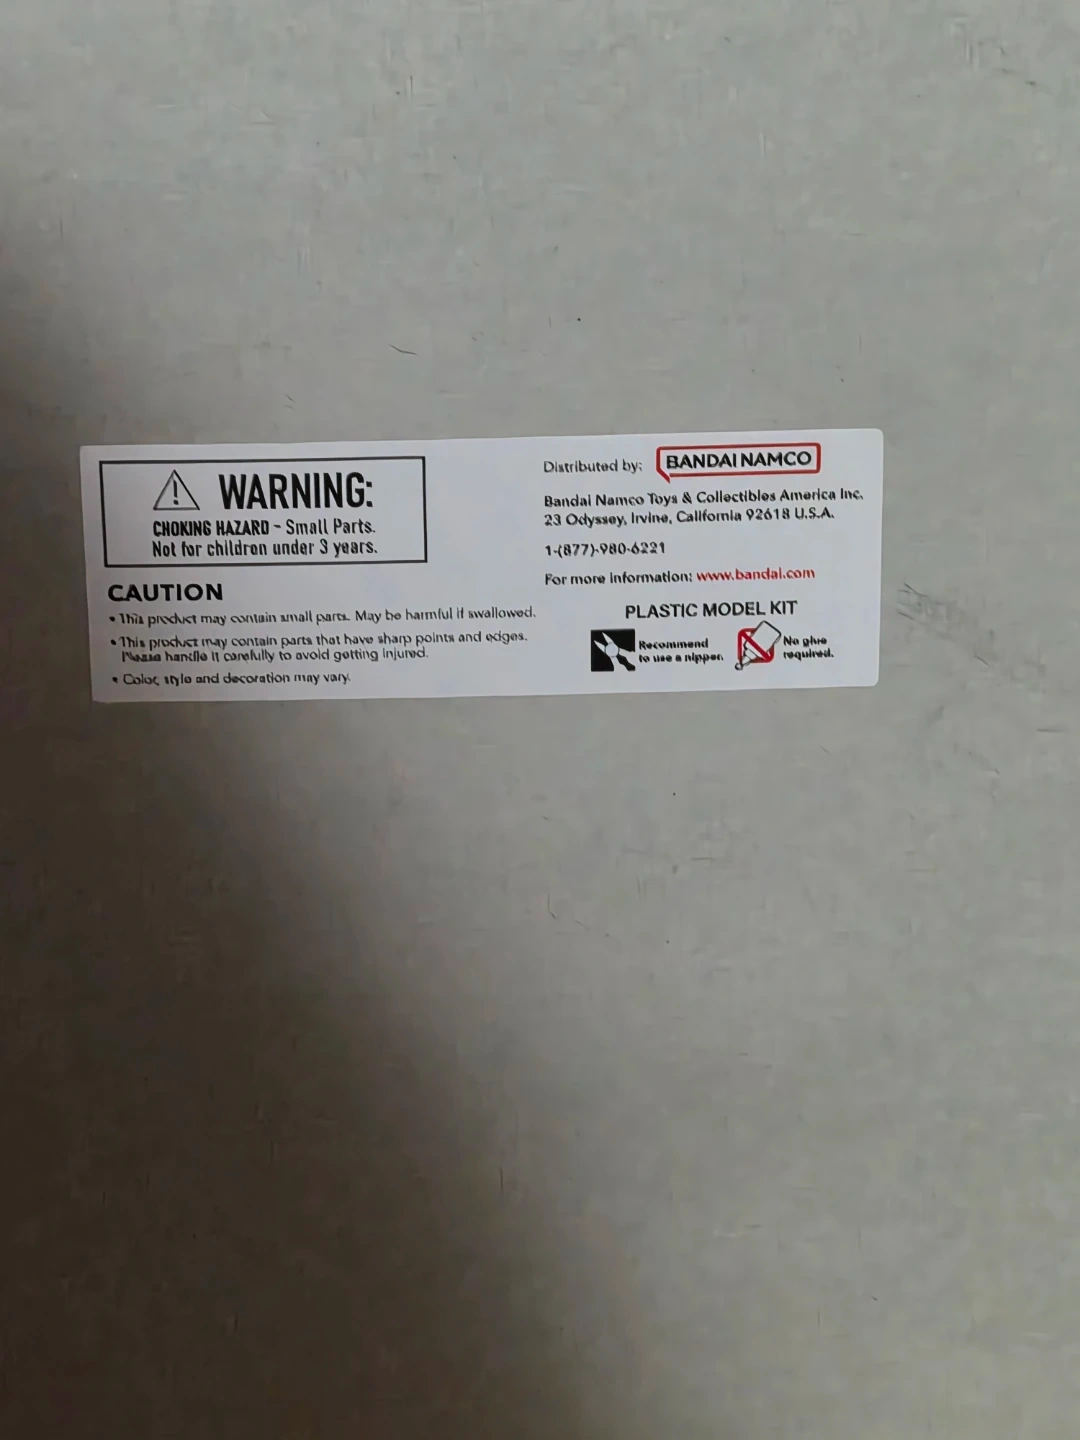 WARNING:
CHOKING HAZARD - Small Parts.
Not for children under 3 years.
CAUTION
• This product may contain small parts. May be harmful if swallowed.
• This product may contain parts that have sharp points and edges.
Please handle it carefully to avoid getting injured.
• Color, style and decoration may vary.
Distributed by: BANDAI NAMCO
Bandai Namco Toys & Collectibles America Inc.
23 Odyssey, Irvine, California 92618 U.S.A.
1-(877)-980-6221
For more information: www.bandai.com
PLASTIC MODEL KIT
Recommend
to use a nipper.
No glue
required.